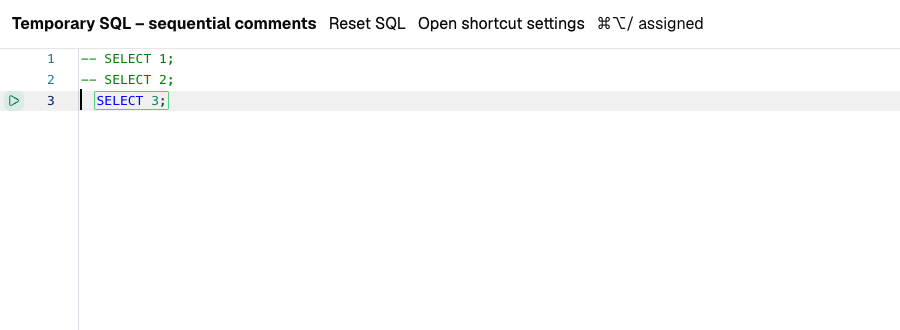 Temporary SQL – sequential comments Reset SQL Open shortcut settings ⌘⌥/ assigned
1 -- SELECT 1;
2 -- SELECT 2;
3 SELECT 3;